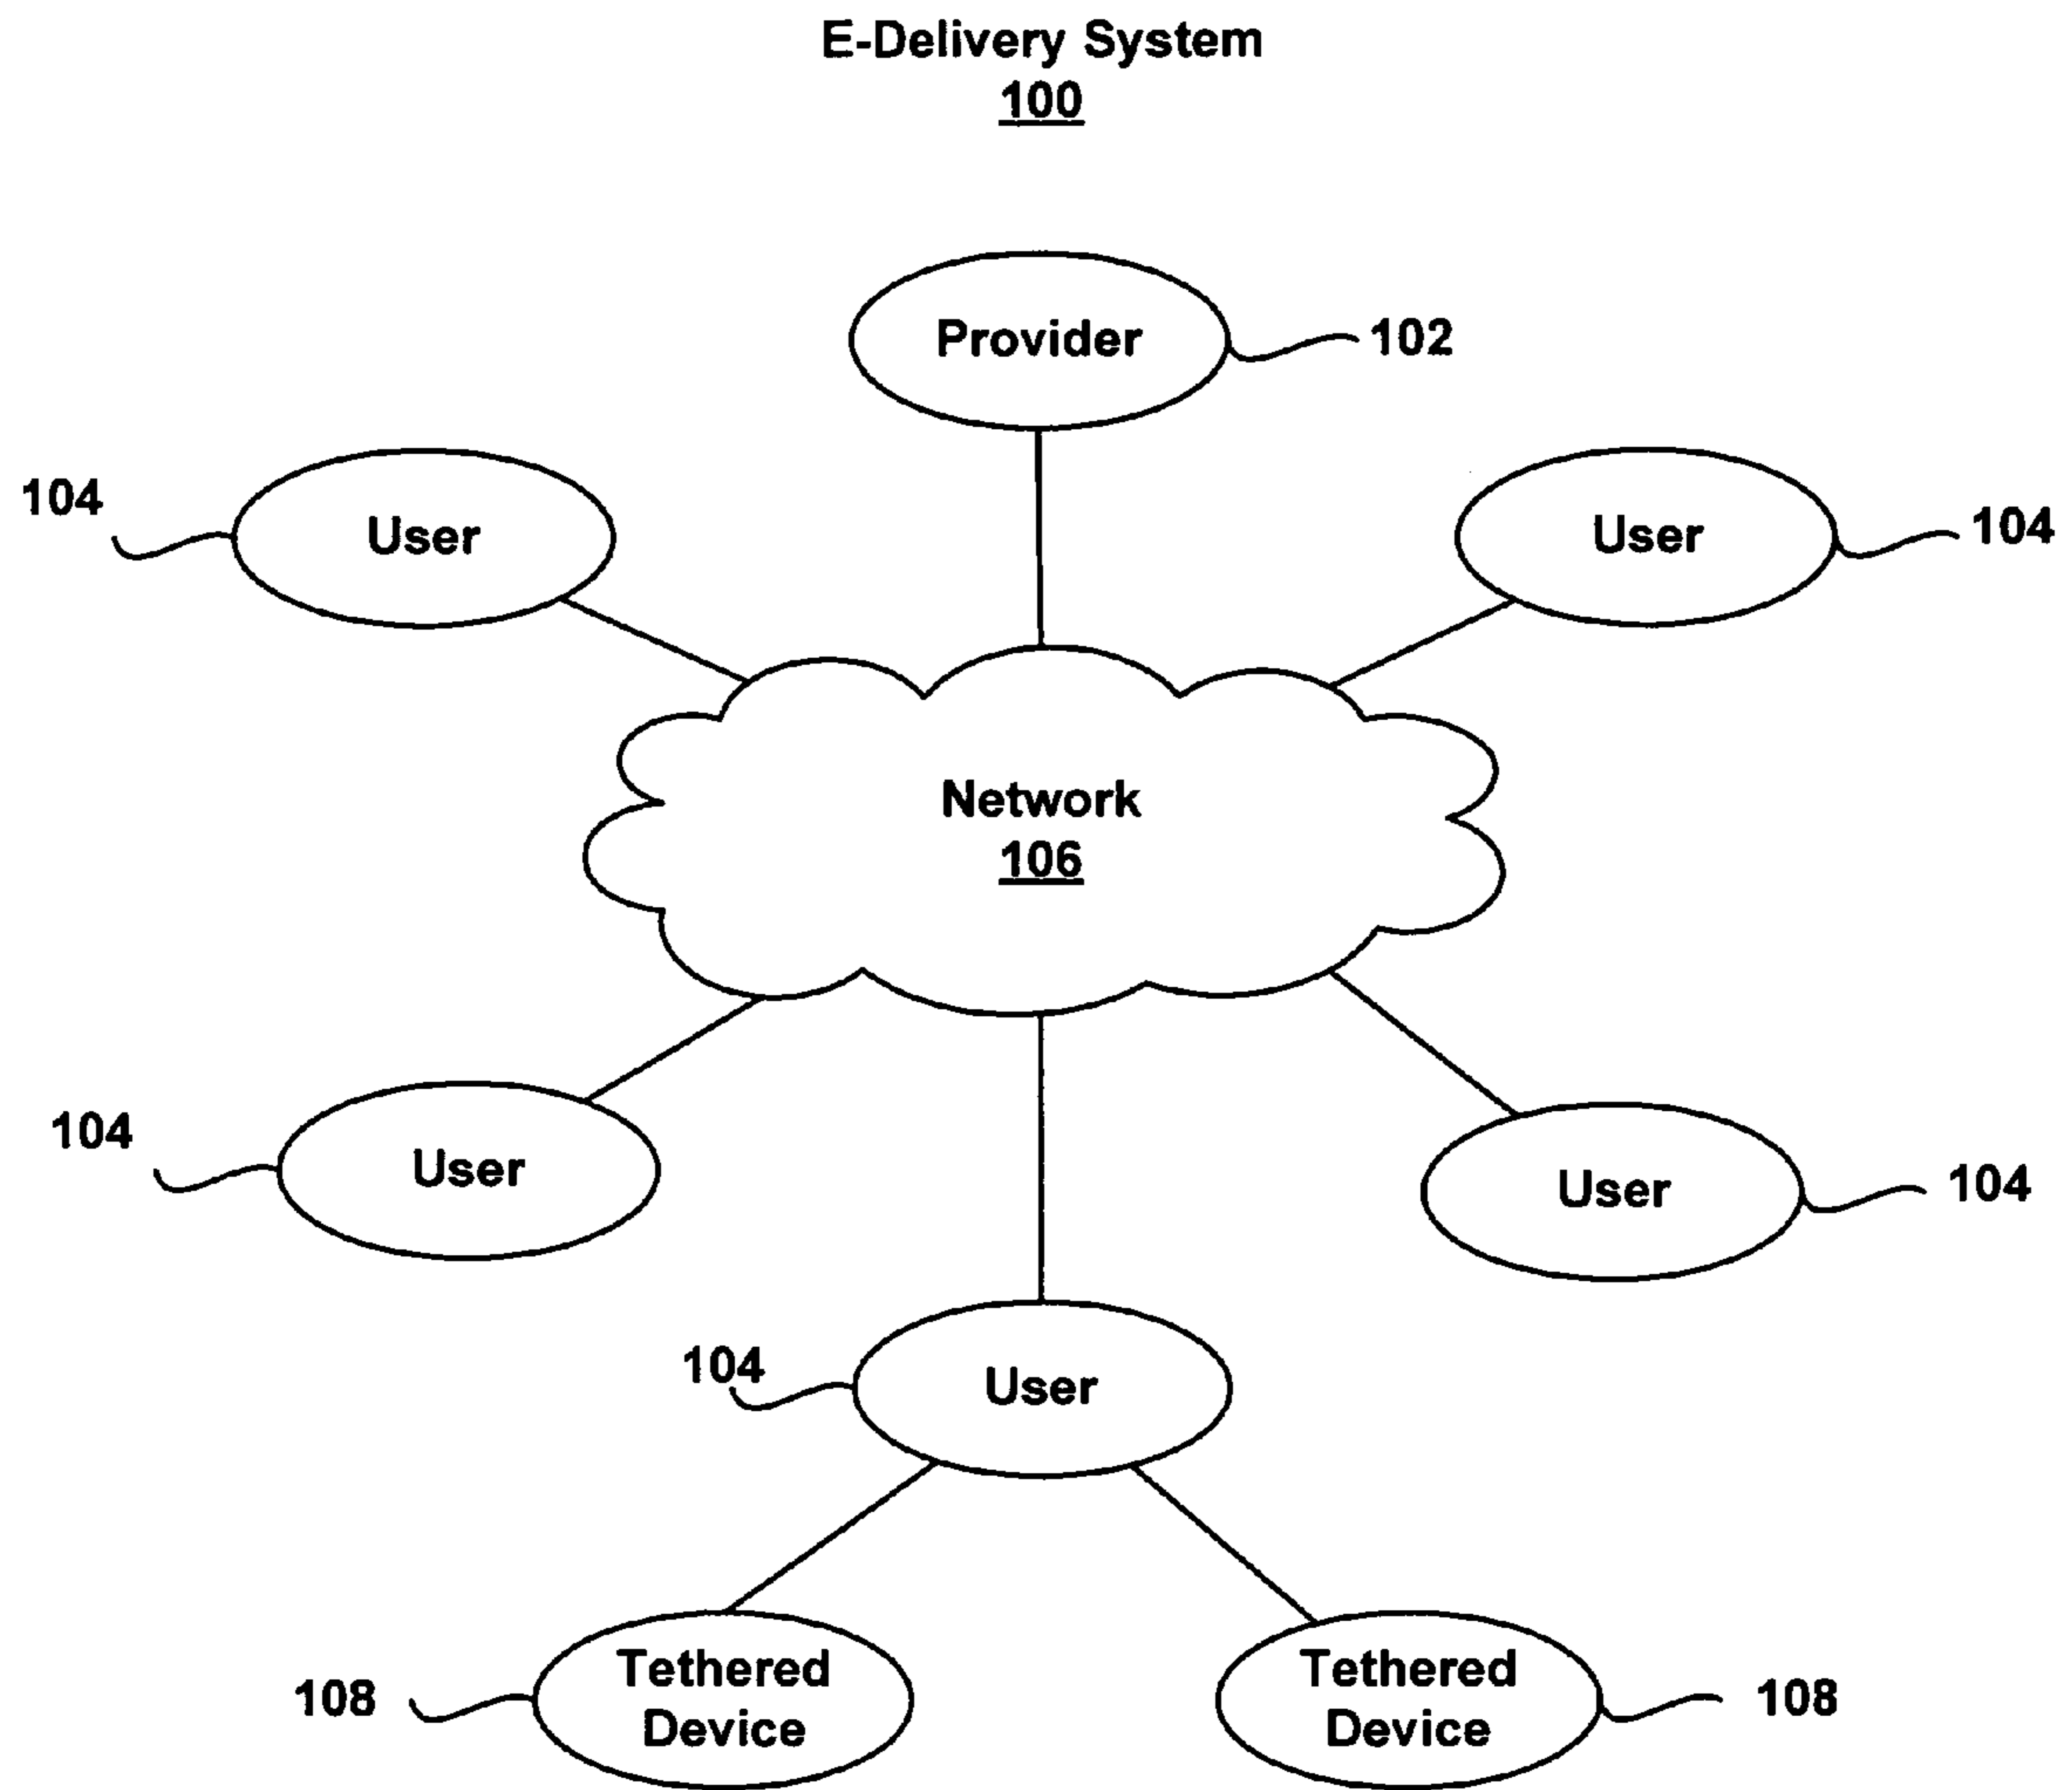 E-Delivery System
100
Provider
102
104
User
User
104
Network
106
104
User
User
104
104
User
108
Tethered
Device
Tethered
Device
108